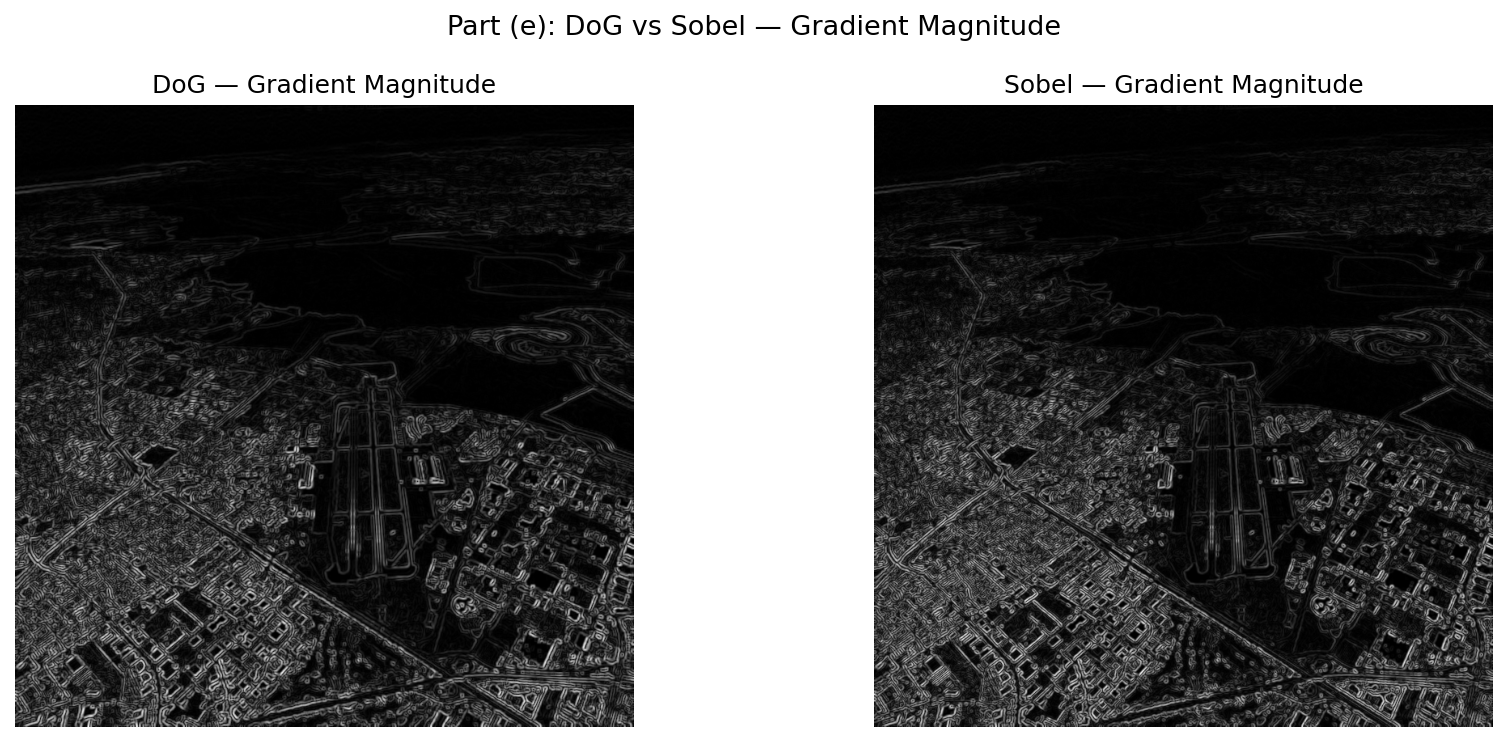 Part (e): DoG vs Sobel — Gradient Magnitude
DoG — Gradient Magnitude
Sobel — Gradient Magnitude